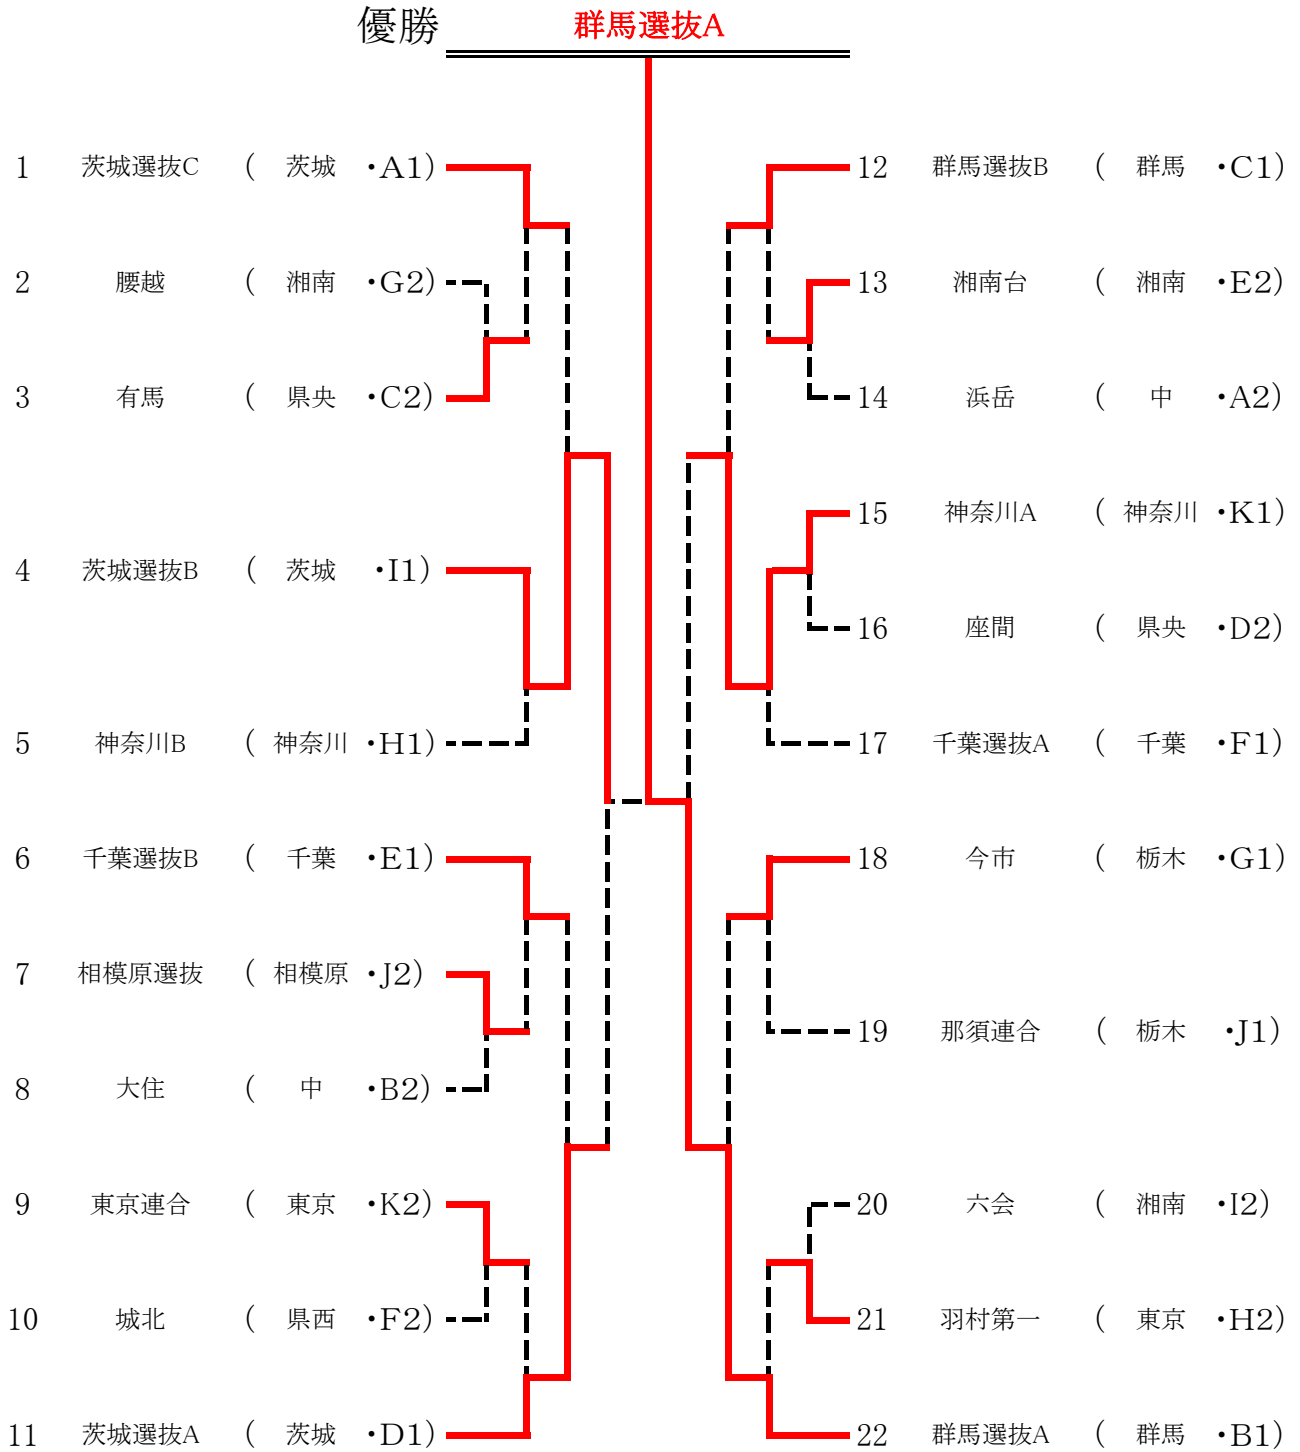 優勝 群馬選抜A
1 茨城選抜C ( 茨城 ・A1)
2 腰越 ( 湘南 ・G2)
3 有馬 ( 県央 ・C2)
4 茨城選抜B ( 茨城 ・I1)
5 神奈川B ( 神奈川 ・H1)
6 千葉選抜B ( 千葉 ・E1)
7 相模原選抜 ( 相模原 ・J2)
8 大住 ( 中 ・B2)
9 東京連合 ( 東京 ・K2)
10 城北 ( 県西 ・F2)
11 茨城選抜A ( 茨城 ・D1)
12 群馬選抜B ( 群馬 ・C1)
13 湘南台 ( 湘南 ・E2)
14 浜岳 ( 中 ・A2)
15 神奈川A ( 神奈川 ・K1)
16 座間 ( 県央 ・D2)
17 千葉選抜A ( 千葉 ・F1)
18 今市 ( 栃木 ・G1)
19 那須連合 ( 栃木 ・J1)
20 六会 ( 湘南 ・I2)
21 羽村第一 ( 東京 ・H2)
22 群馬選抜A ( 群馬 ・B1)